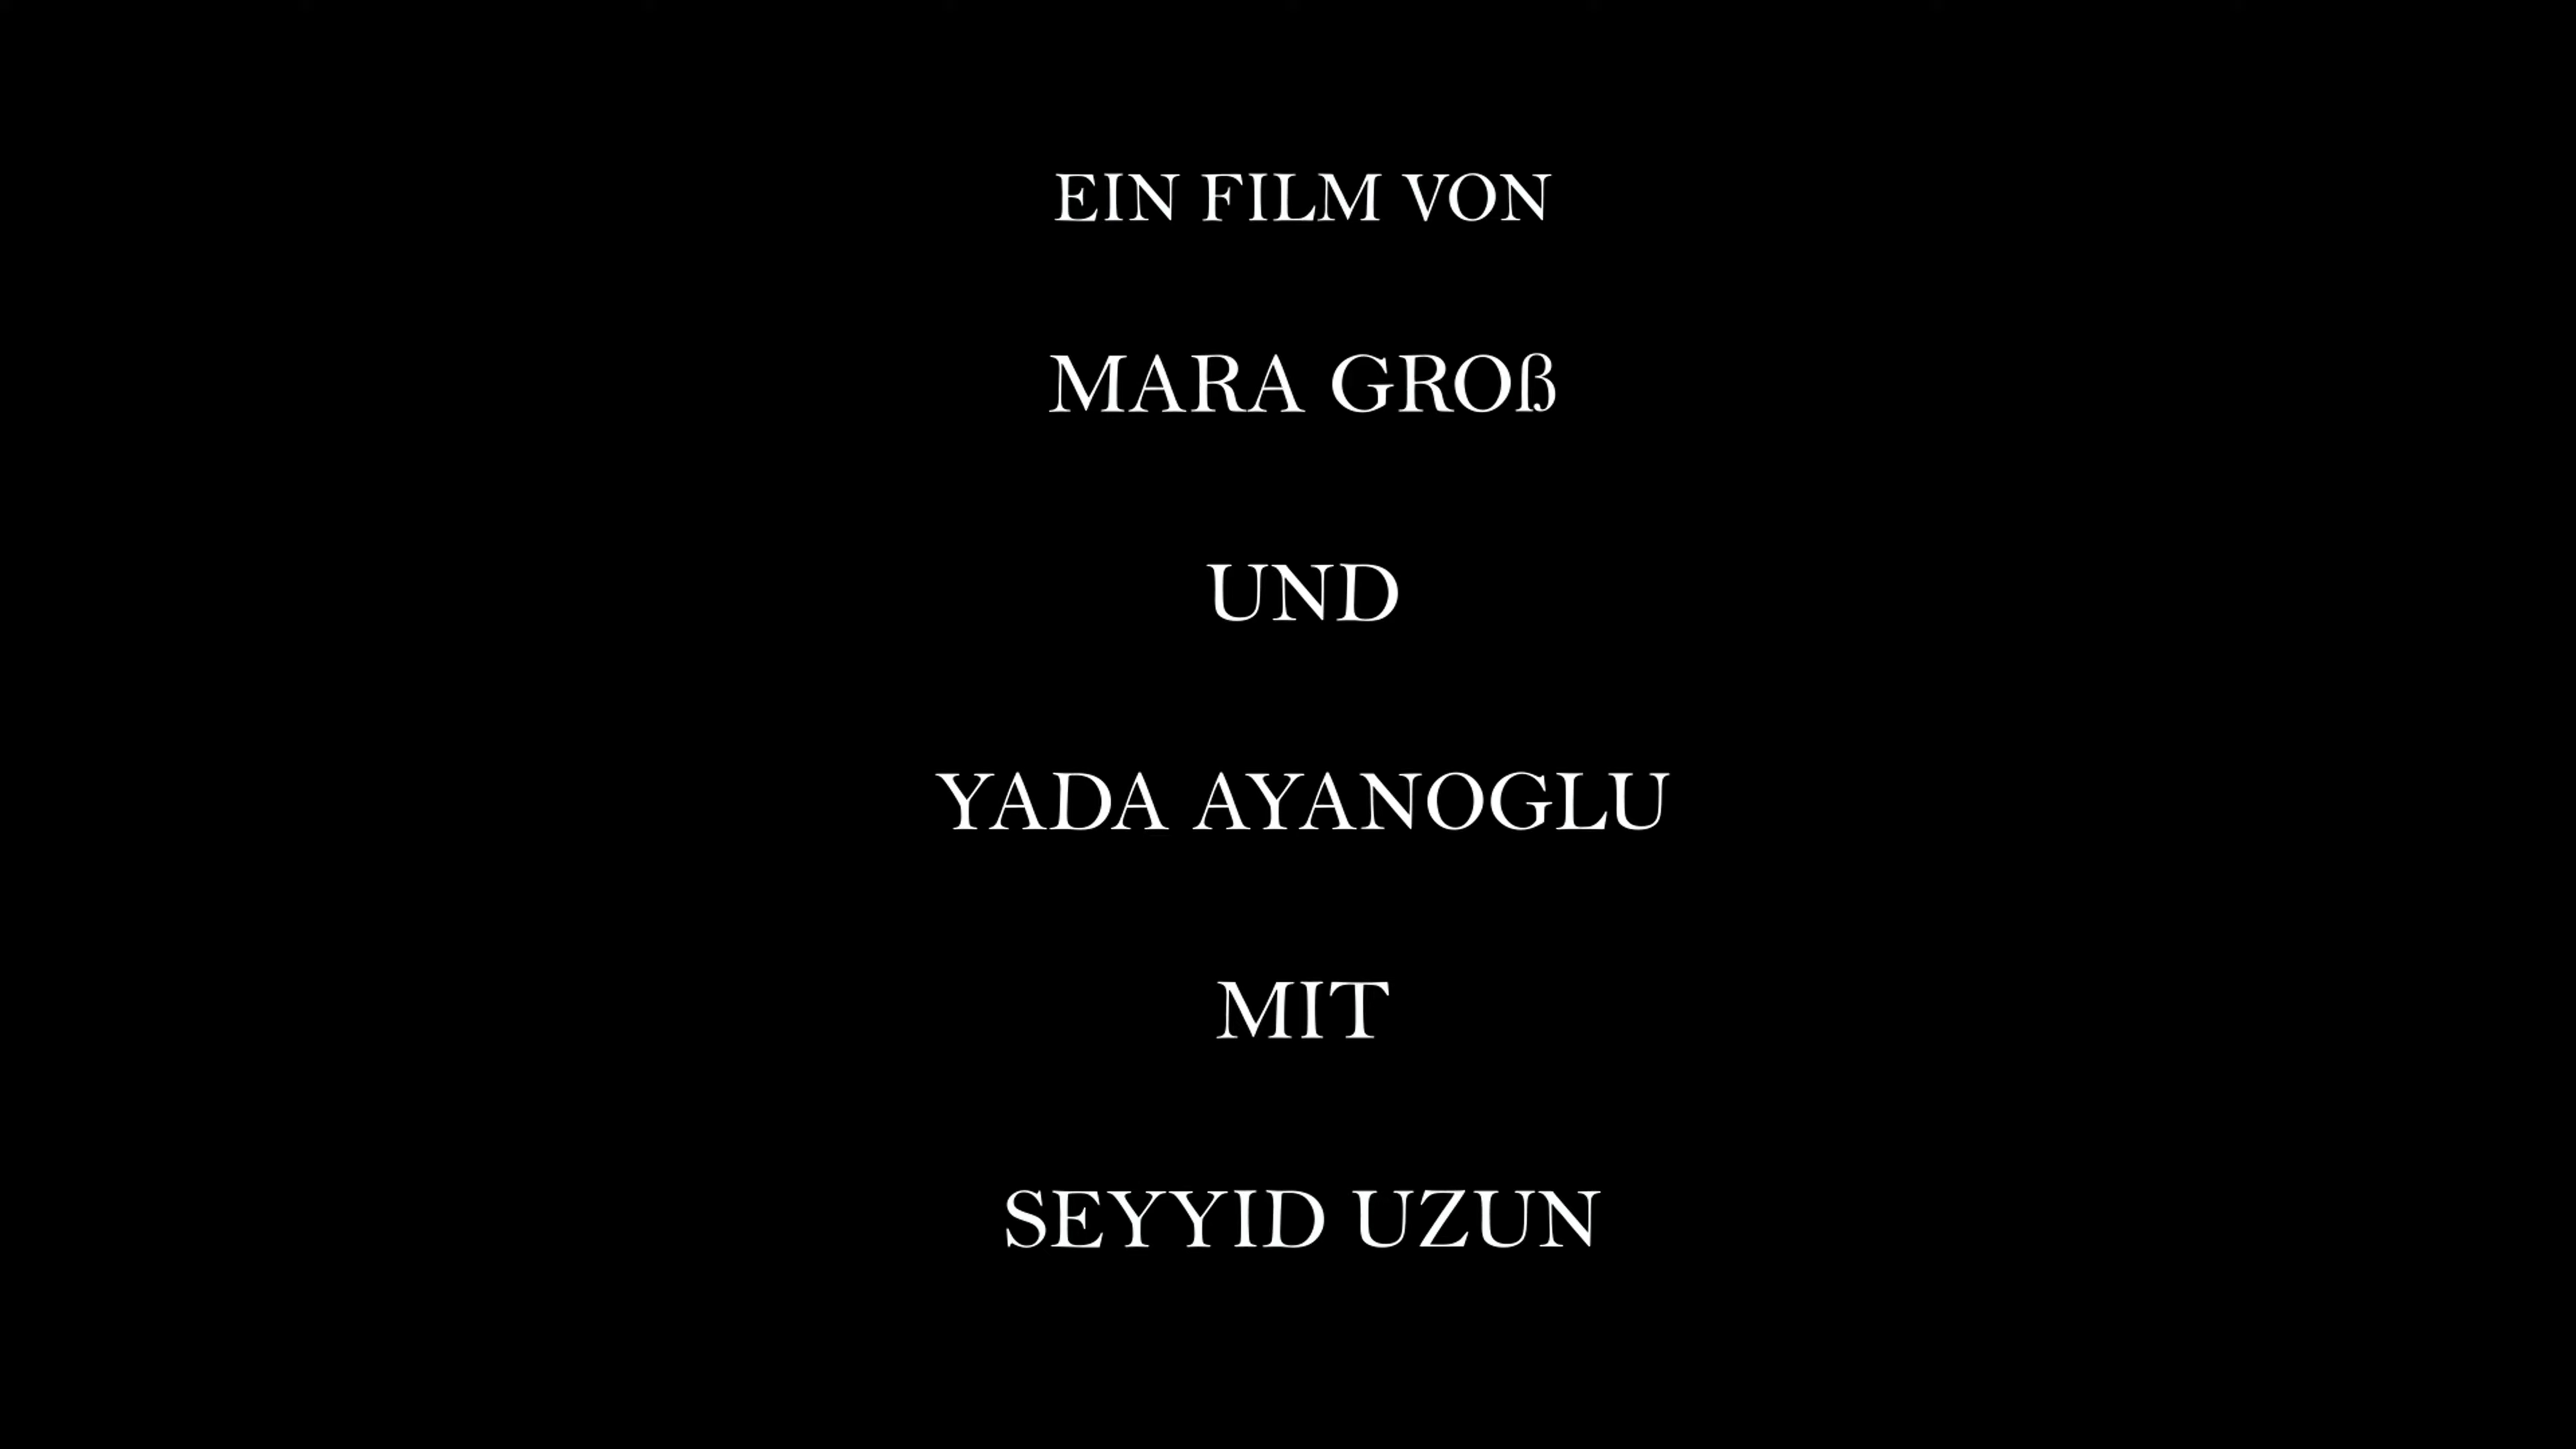 EIN FILM VON
MARA GROß
UND
YADA AYANOGLU
MIT
SEYYID UZUN